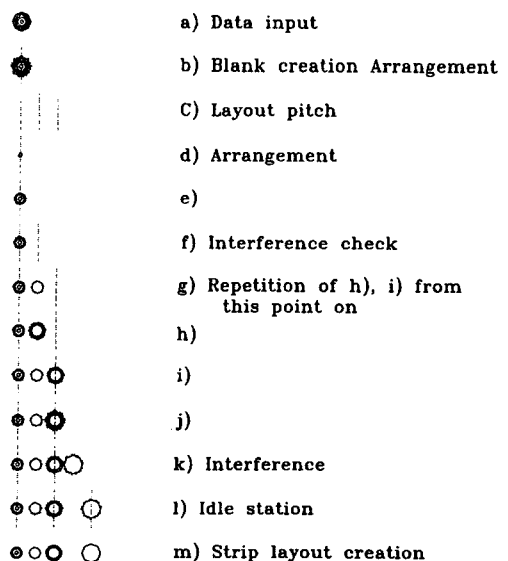 a) Data input
b) Blank creation Arrangement
C) Layout pitch
d) Arrangement
e)
f) Interference check
g) Repetition of h), i) from
this point on
h)
i)
j)
k) Interference
l) Idle station
m) Strip layout creation